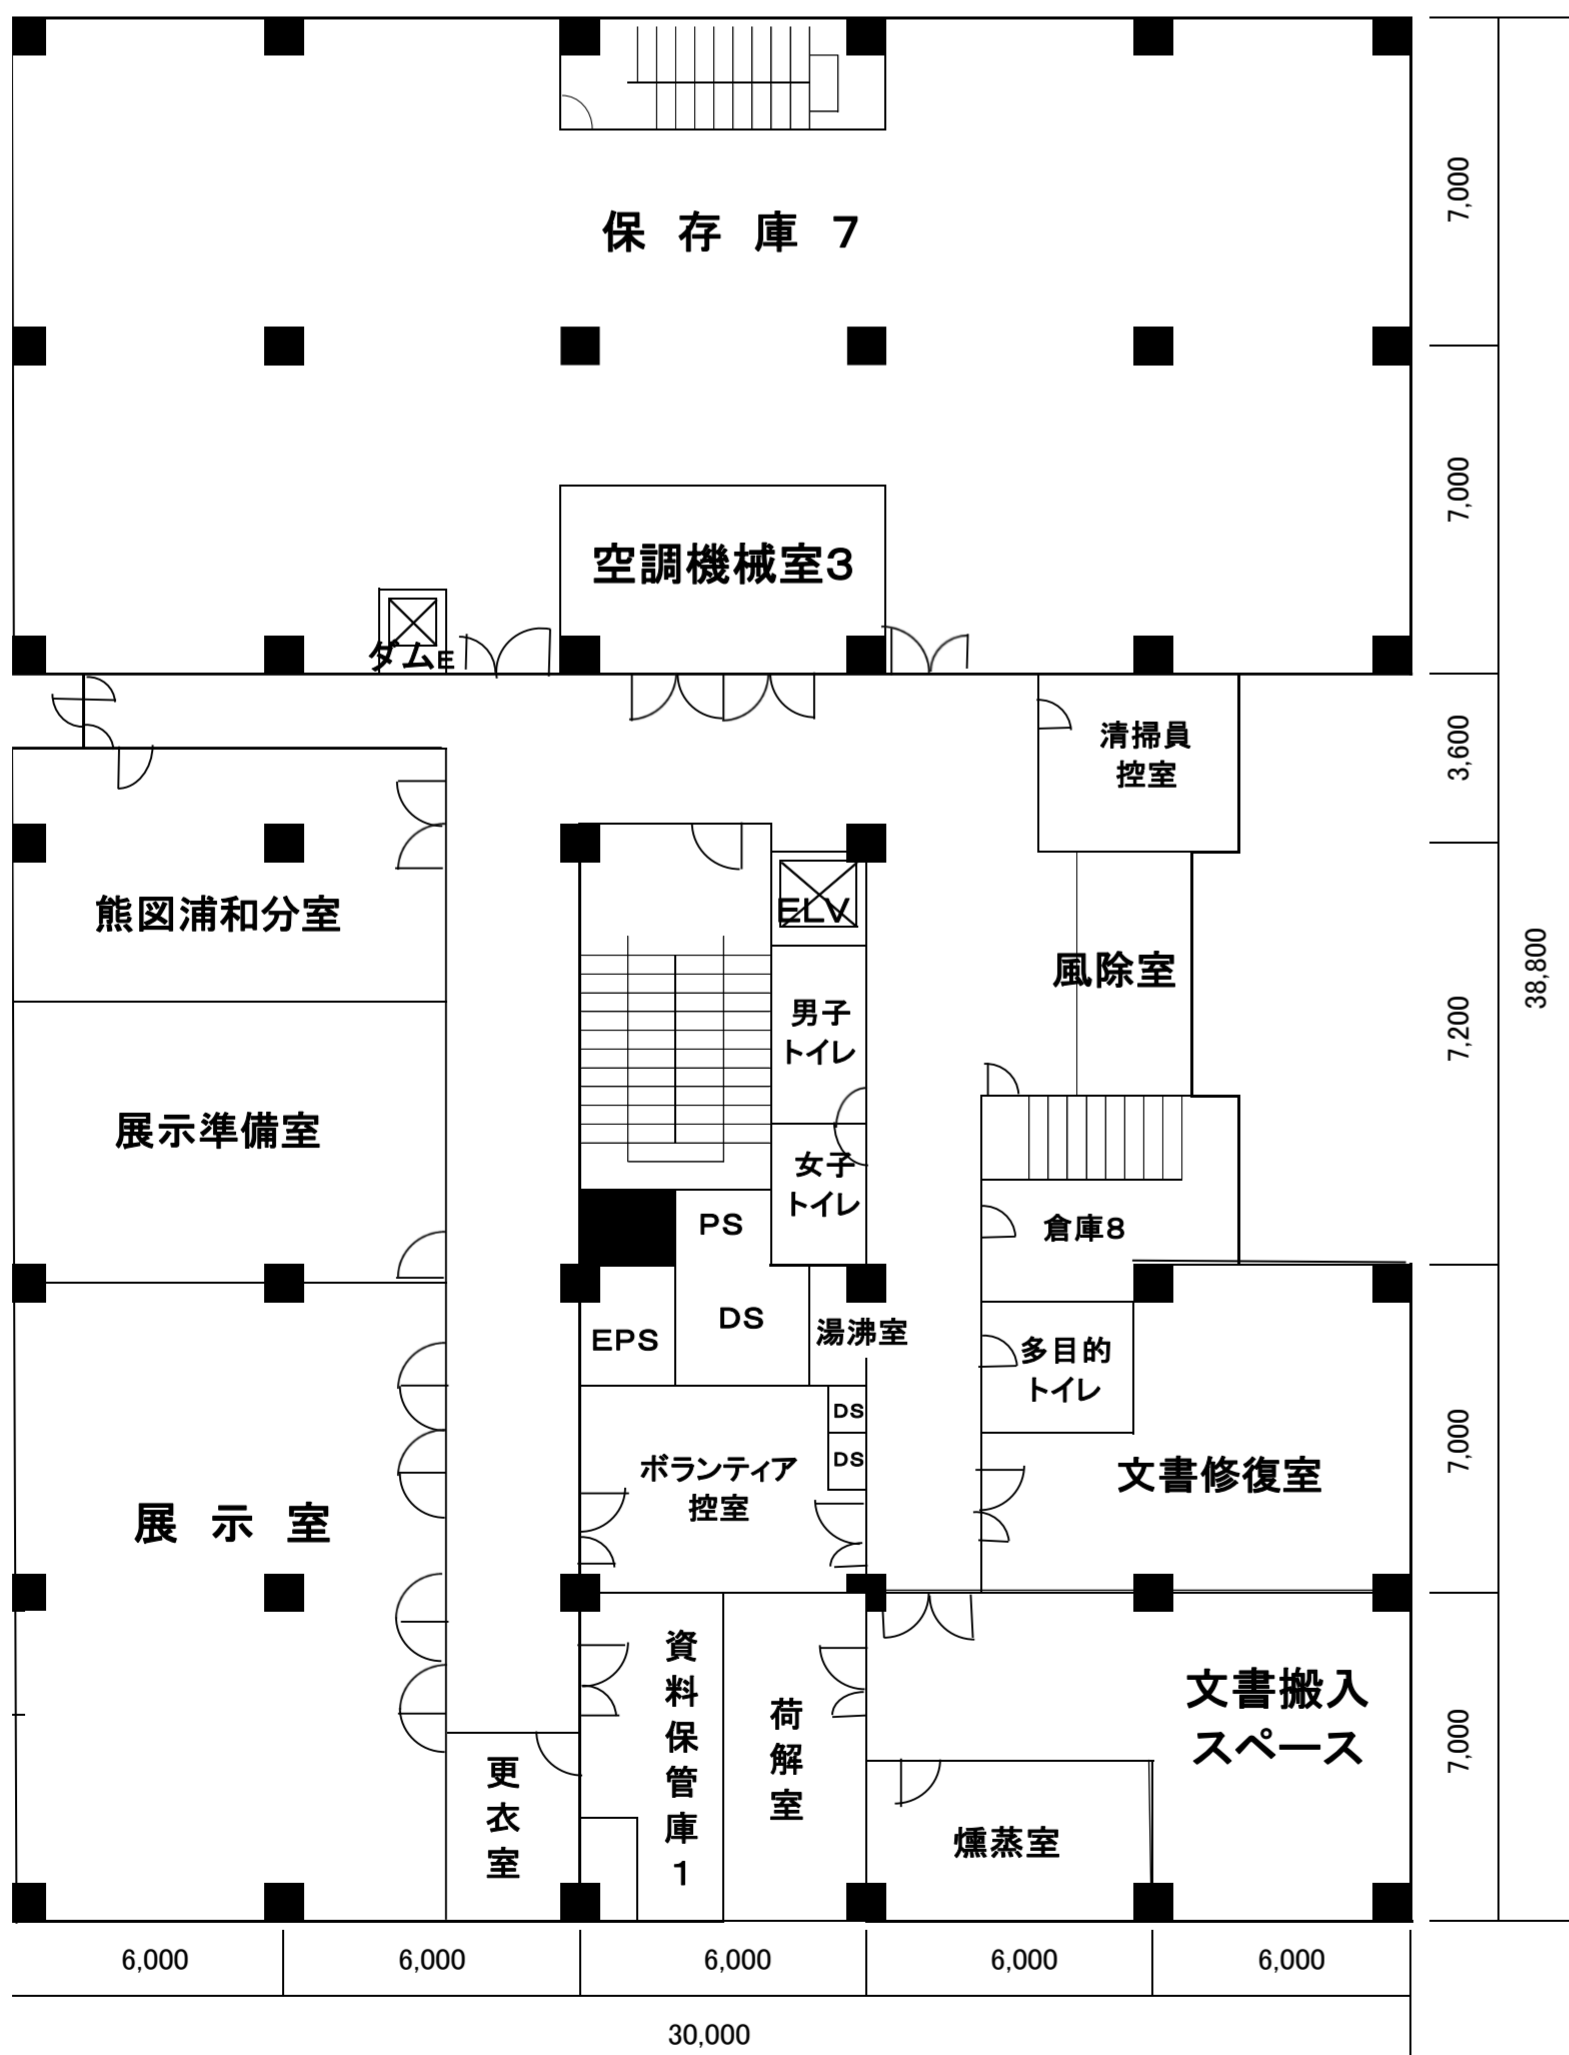 保 存 庫 7
7,000
7,000
空調機械室3
ダムE
清掃員
控室
3,600
熊図浦和分室
ELV
風除室
男子
トイレ
38,800
7,200
展示準備室
女子
トイレ
PS
倉庫8
DS
EPS
湯沸室
多目的
トイレ
DS
DS
ボランティア
控室
文書修復室
7,000
展 示 室
資料保管庫1
荷解室
文書搬入
スペース
7,000
更衣室
燻蒸室
6,000
6,000
6,000
6,000
6,000
30,000